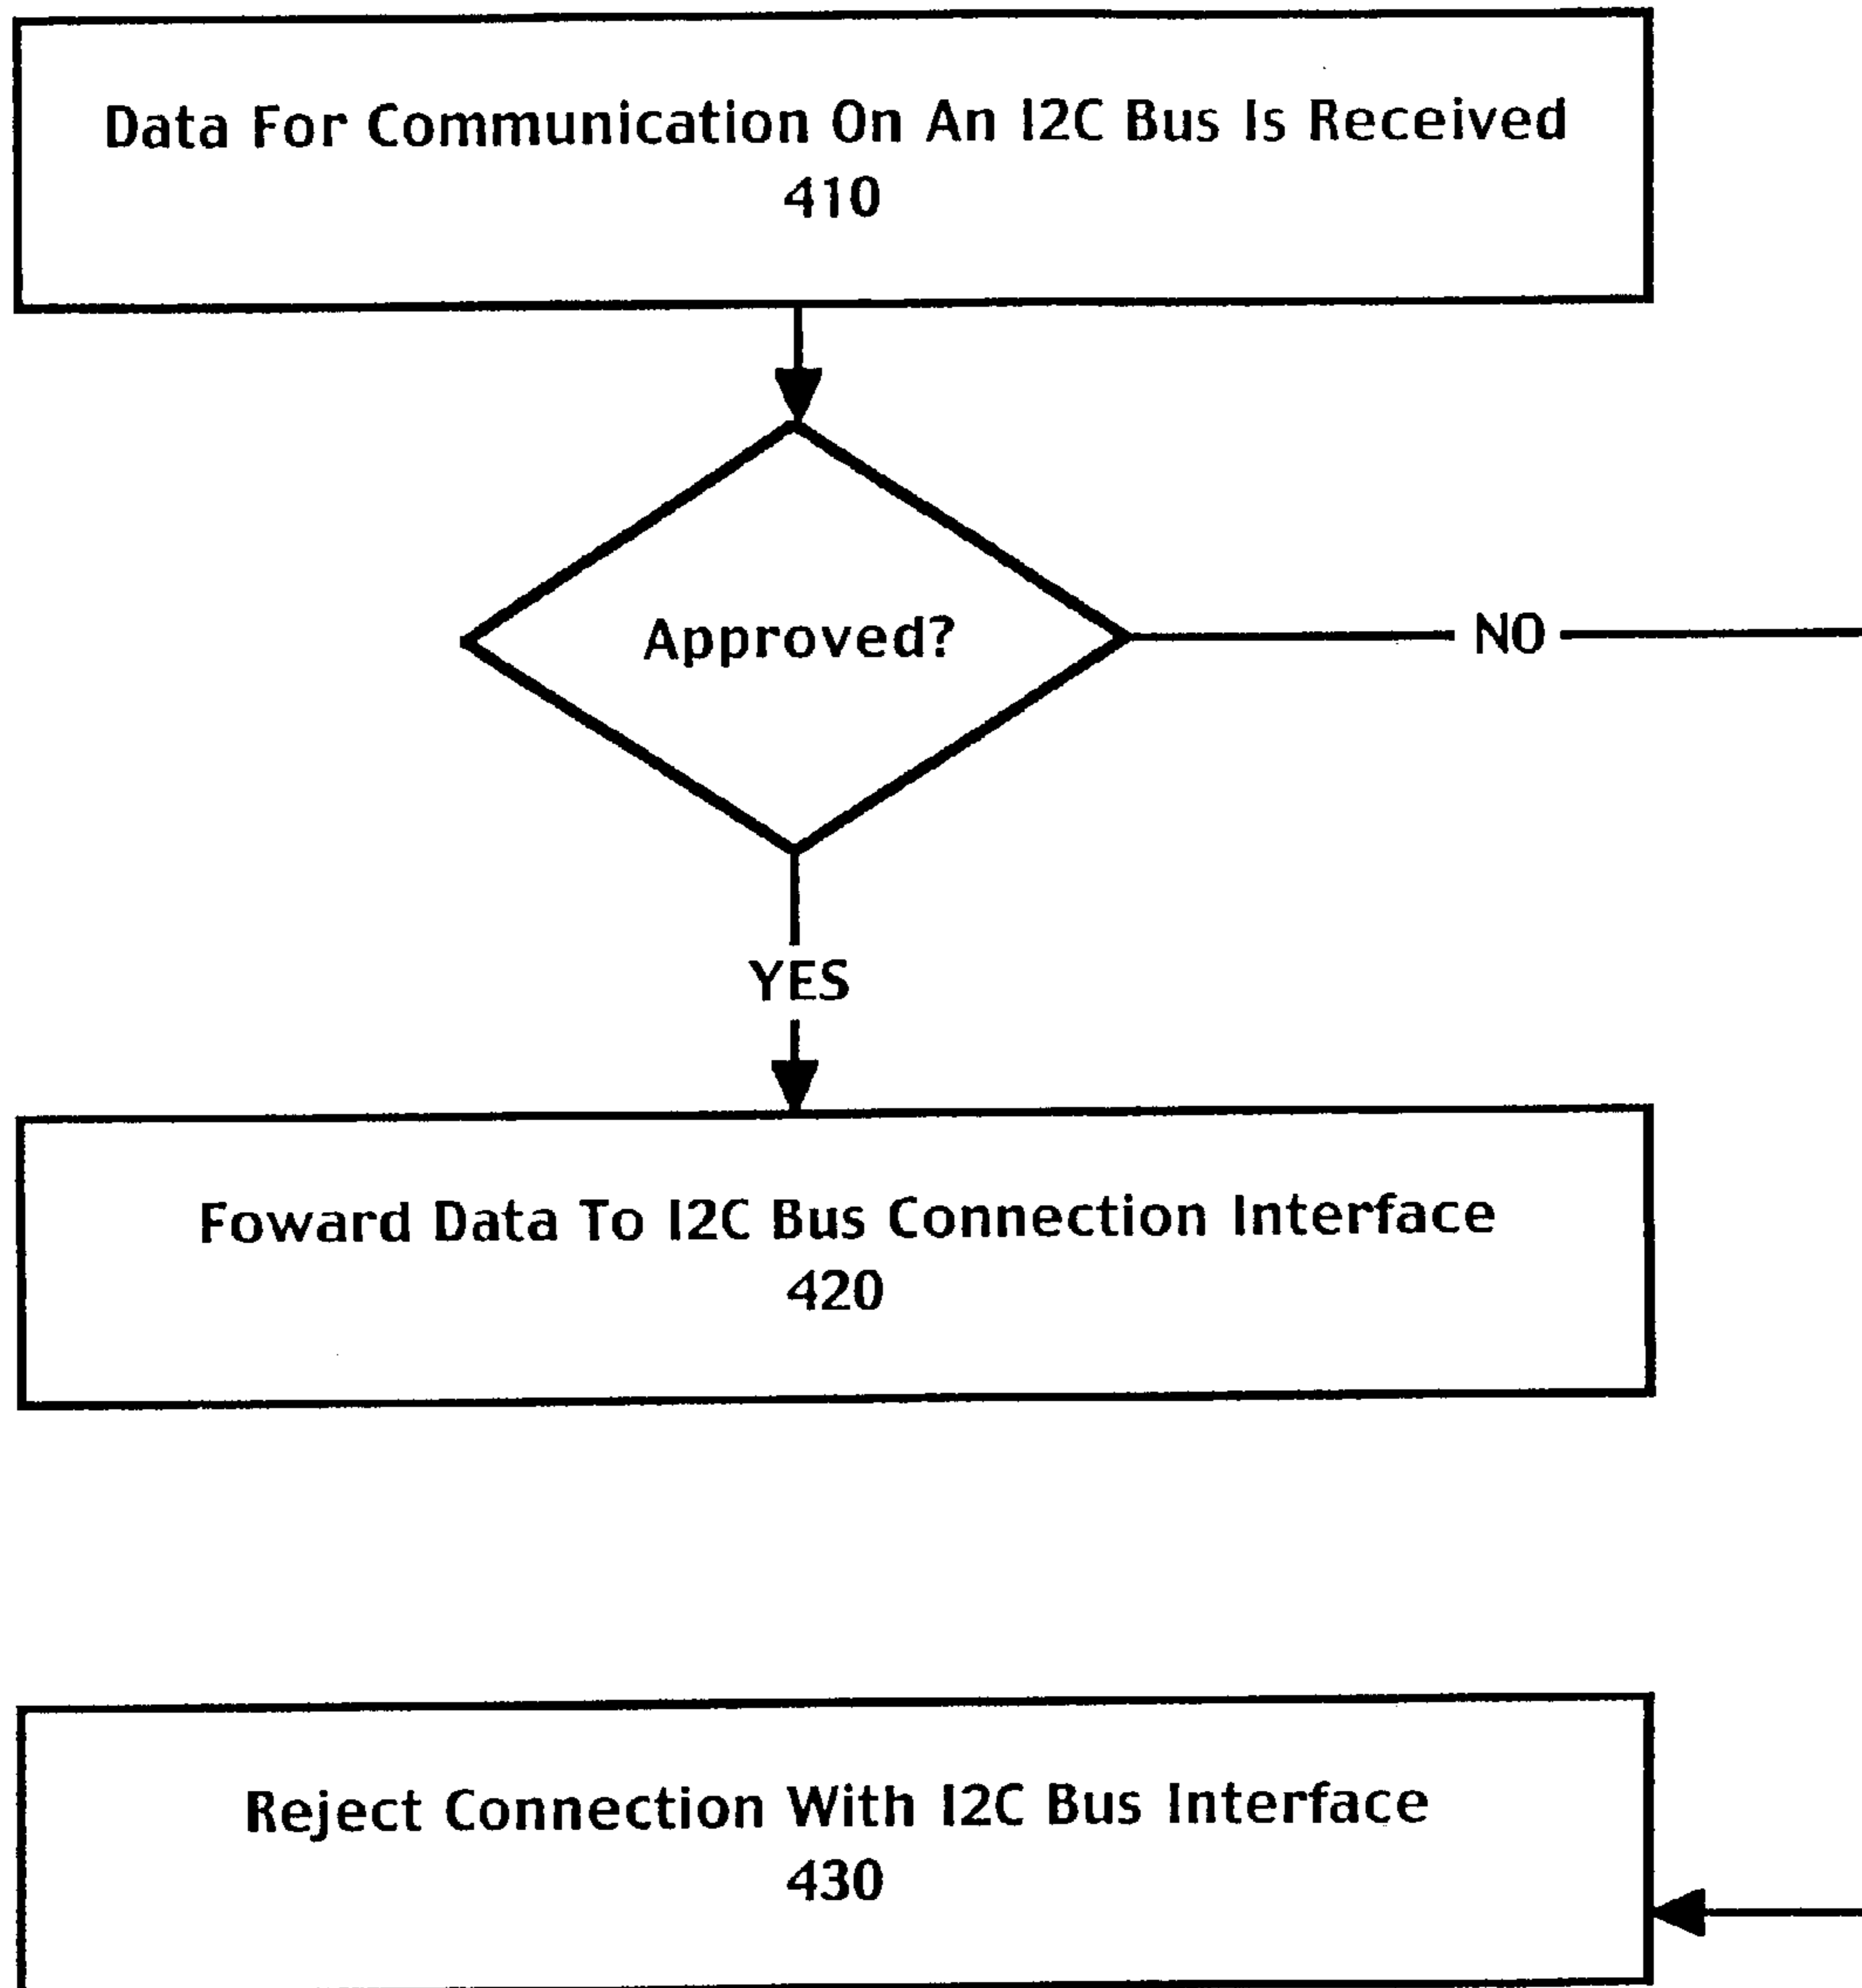 Data For Communication On An I2C Bus Is Received
410
Approved?
NO
YES
Foward Data To I2C Bus Connection Interface
420
Reject Connection With I2C Bus Interface
430